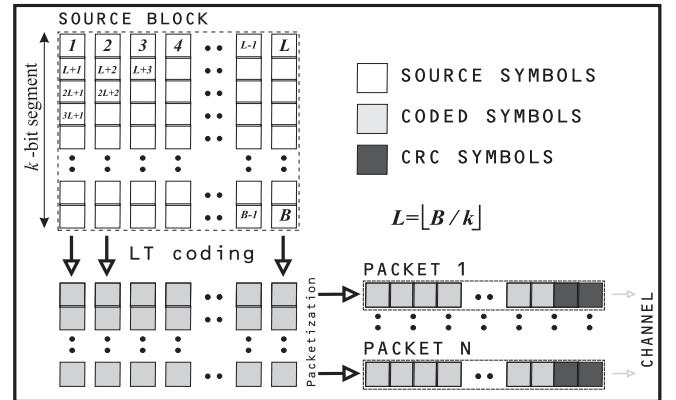 SOURCE BLOCK
1 2 3 4 L-1 L
L+1 L+2 L+3
2L+1 2L+2
3L+1
B-1 B
k-bit segment
SOURCE SYMBOLS
CODED SYMBOLS
CRC SYMBOLS
L=⌊B/k⌋
LT coding
Packetization
PACKET 1
PACKET N
CHANNEL